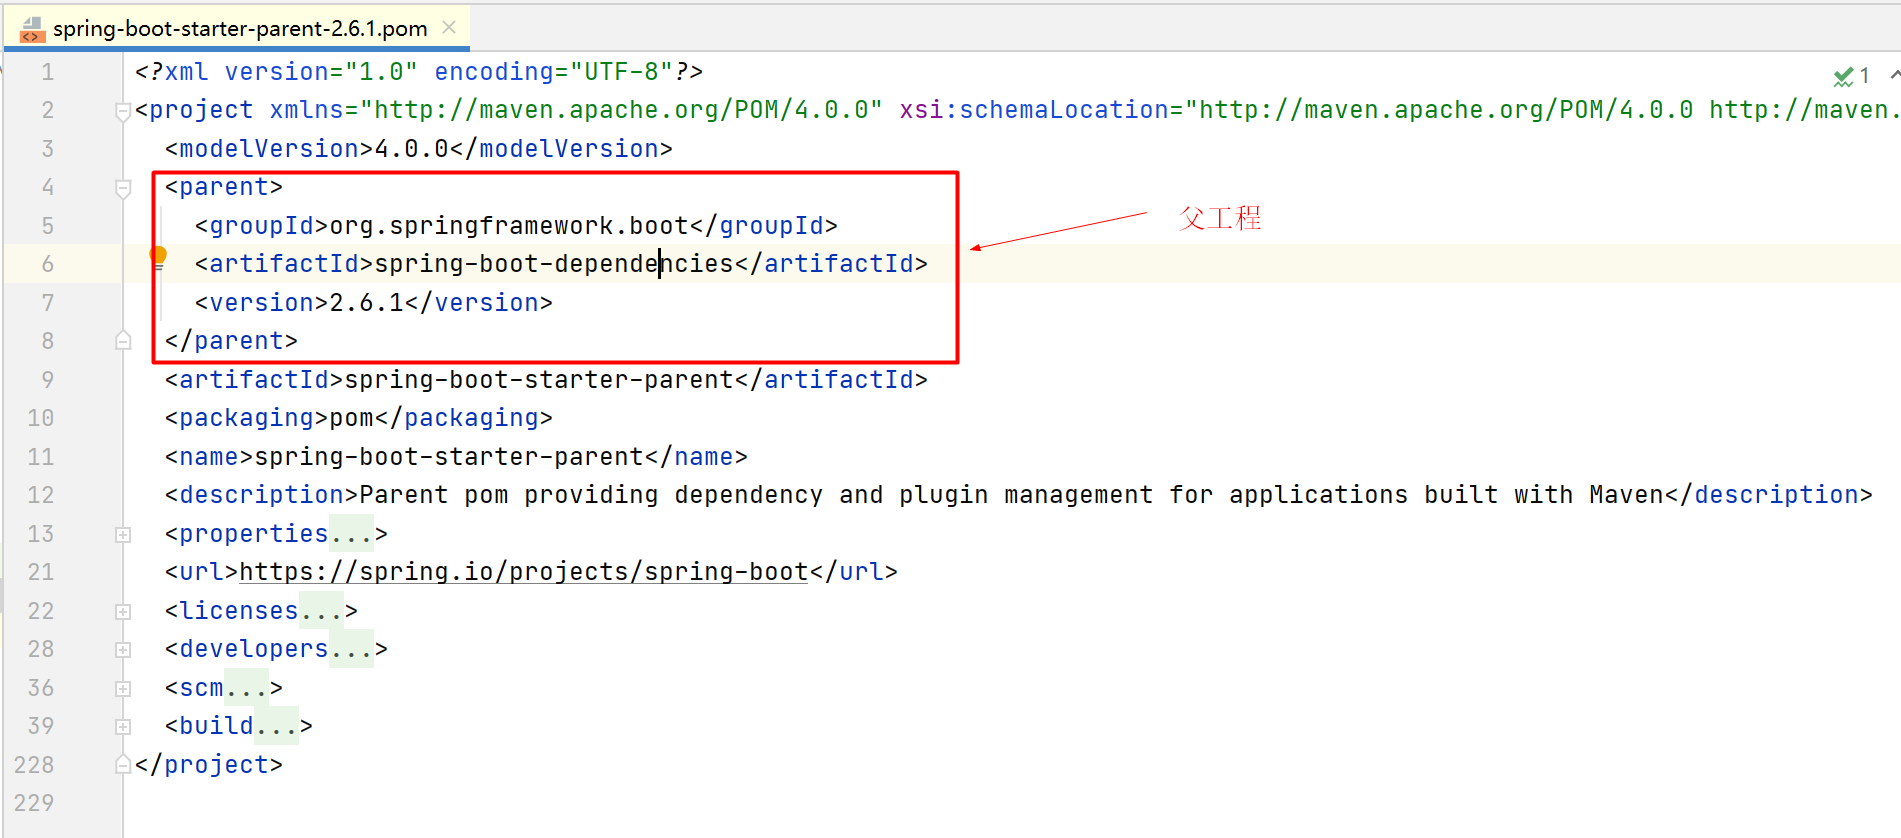 spring-boot-starter-parent-2.6.1.pom
1 <?xml version="1.0" encoding="UTF-8"?>
1
2 <project xmlns="http://maven.apache.org/POM/4.0.0" xsi:schemaLocation="http://maven.apache.org/POM/4.0.0 http://maven.
3 <modelVersion>4.0.0</modelVersion>
4 <parent>
5 <groupId>org.springframework.boot</groupId>
父工程
6 <artifactId>spring-boot-dependencies</artifactId>
7 <version>2.6.1</version>
8 </parent>
9 <artifactId>spring-boot-starter-parent</artifactId>
10 <packaging>pom</packaging>
11 <name>spring-boot-starter-parent</name>
12 <description>Parent pom providing dependency and plugin management for applications built with Maven</description>
13 <properties...>
21 <url>https://spring.io/projects/spring-boot</url>
22 <licenses...>
28 <developers...>
36 <scm...>
39 <build...>
228 </project>
229